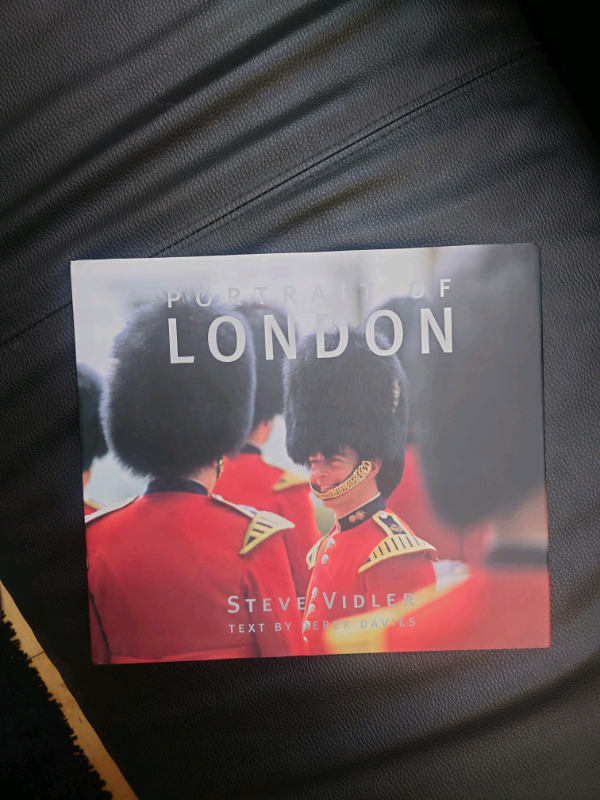 PORTRAIT OF
LONDON
STEVE VIDLER
TEXT BY DEREK DAVIES